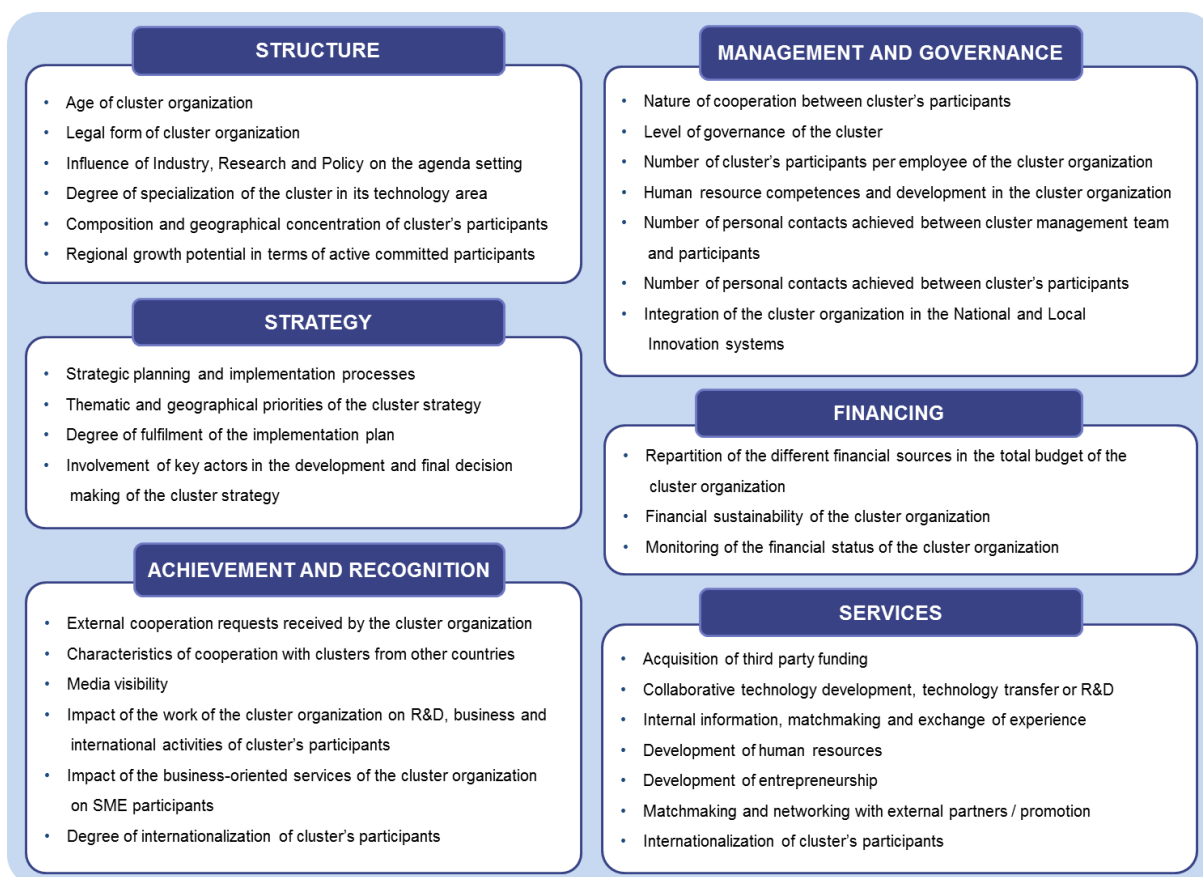 STRUCTURE
• Age of cluster organization
• Legal form of cluster organization
• Influence of Industry, Research and Policy on the agenda setting
• Degree of specialization of the cluster in its technology area
• Composition and geographical concentration of cluster's participants
• Regional growth potential in terms of active committed participants
STRATEGY
• Strategic planning and implementation processes
• Thematic and geographical priorities of the cluster strategy
• Degree of fulfilment of the implementation plan
• Involvement of key actors in the development and final decision
making of the cluster strategy
ACHIEVEMENT AND RECOGNITION
• External cooperation requests received by the cluster organization
• Characteristics of cooperation with clusters from other countries
• Media visibility
• Impact of the work of the cluster organization on R&D, business and
international activities of cluster's participants
• Impact of the business-oriented services of the cluster organization
on SME participants
• Degree of internationalization of cluster's participants
MANAGEMENT AND GOVERNANCE
• Nature of cooperation between cluster's participants
• Level of governance of the cluster
• Number of cluster's participants per employee of the cluster organization
• Human resource competences and development in the cluster organization
• Number of personal contacts achieved between cluster management team
and participants
• Number of personal contacts achieved between cluster's participants
• Integration of the cluster organization in the National and Local
Innovation systems
FINANCING
• Repartition of the different financial sources in the total budget of the
cluster organization
• Financial sustainability of the cluster organization
• Monitoring of the financial status of the cluster organization
SERVICES
• Acquisition of third party funding
• Collaborative technology development, technology transfer or R&D
• Internal information, matchmaking and exchange of experience
• Development of human resources
• Development of entrepreneurship
• Matchmaking and networking with external partners / promotion
• Internationalization of cluster's participants